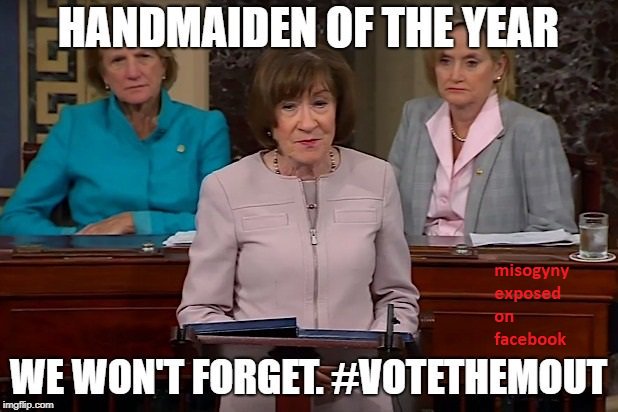 HANDMAIDEN OF THE YEAR
misogyny
exposed
on
facebook
WE WON'T FORGET. #VOTETHEMOUT
imgflip.com